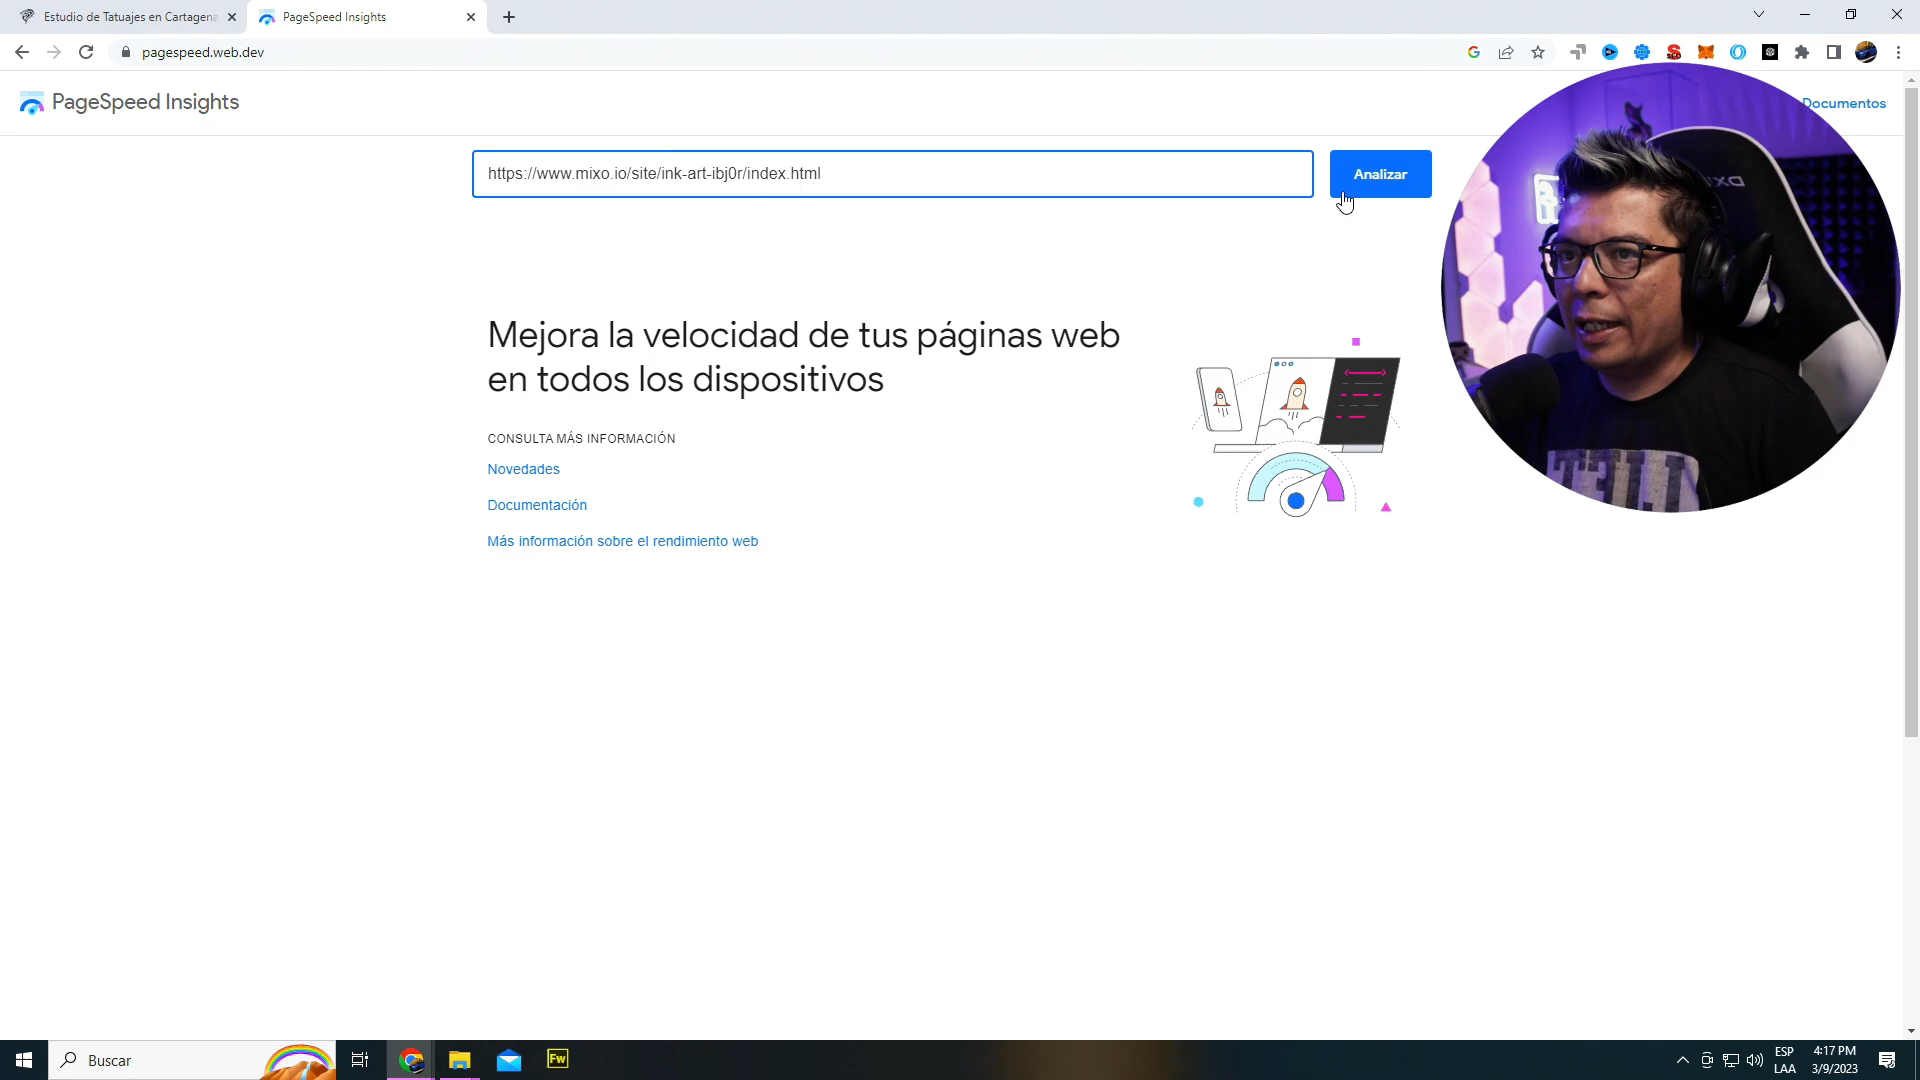 Estudio de Tatuajes en Cartagena
PageSpeed Insights
pagespeed.web.dev
PageSpeed Insights
Documentos
https://www.mixo.io/site/ink-art-ibj0r/index.html
Analizar
Mejora la velocidad de tus páginas web
en todos los dispositivos
CONSULTA MÁS INFORMACIÓN
Novedades
Documentación
Más información sobre el rendimiento web
Buscar
Fw
ESP
LAA
4:17 PM
3/9/2023